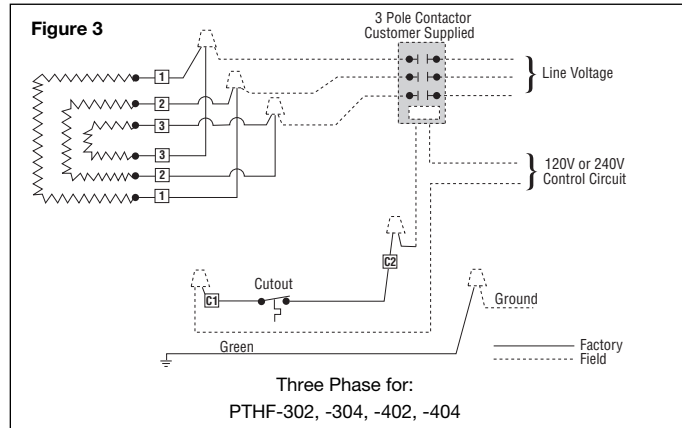 Figure 3
3 Pole Contactor
Customer Supplied
1
2
3
3
2
1
Line Voltage
120V or 240V
Control Circuit
C2
C1
Cutout
Ground
Green
Factory
Field
Three Phase for:
PTHF-302, -304, -402, -404